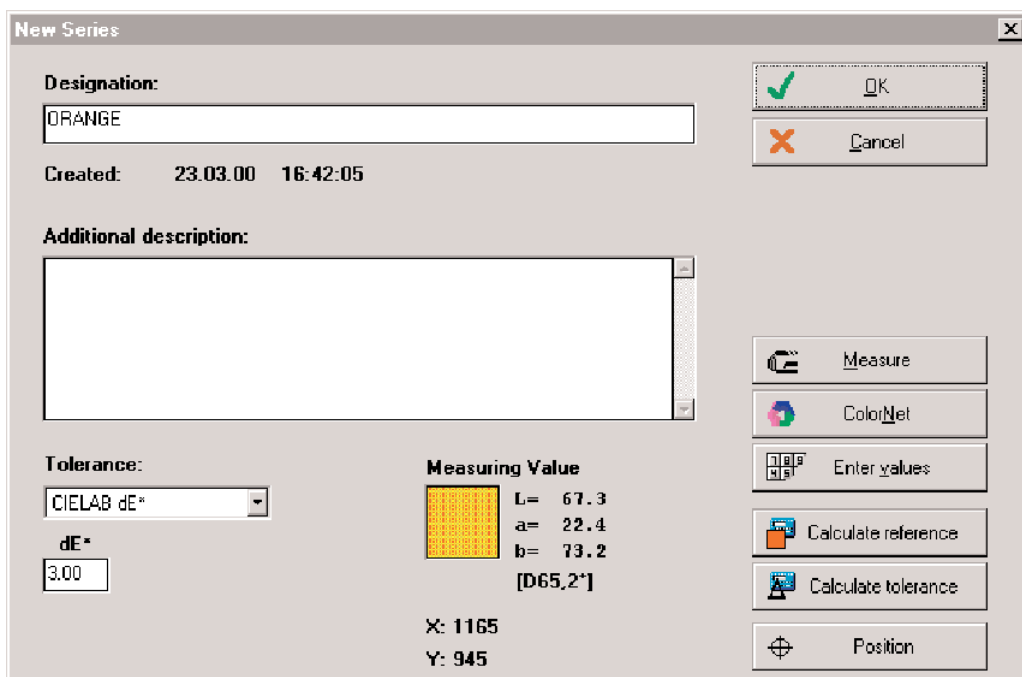 New Series
Designation:
ORANGE
Created: 23.03.00 16:42:05
Additional description:
Tolerance:
CIELAB dE*
dE*
3.00
Measuring Value
L= 67.3
a= 22.4
b= 73.2
[D65,2°]
X: 1165
Y: 945
OK
Cancel
Measure
ColorNet
Enter values
Calculate reference
Calculate tolerance
Position